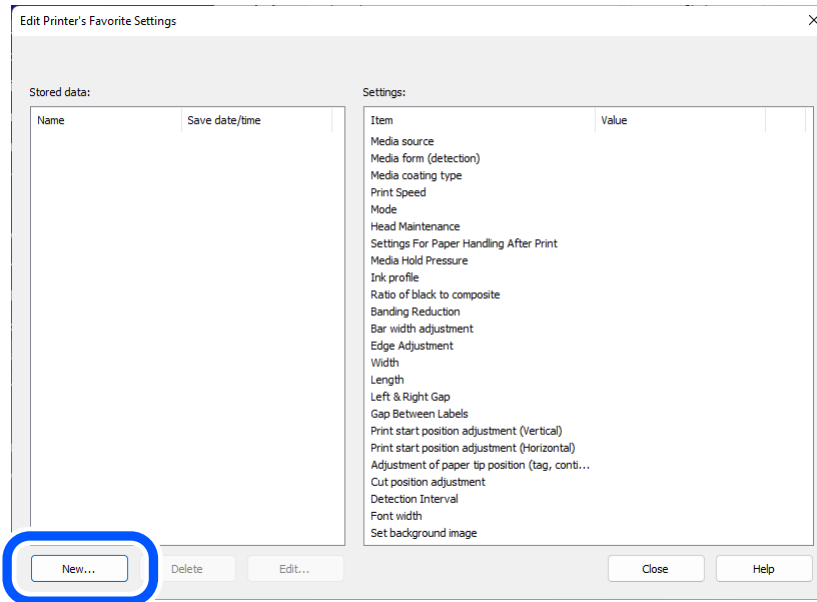 Edit Printer's Favorite Settings
Stored data:
Settings:
Name Save date/time
Item Value
Media source
Media form (detection)
Media coating type
Print Speed
Mode
Head Maintenance
Settings For Paper Handling After Print
Media Hold Pressure
Ink profile
Ratio of black to composite
Banding Reduction
Bar width adjustment
Edge Adjustment
Width
Length
Left & Right Gap
Gap Between Labels
Print start position adjustment (Vertical)
Print start position adjustment (Horizontal)
Adjustment of paper tip position (tag, conti...
Cut position adjustment
Detection Interval
Font width
Set background image
New... Delete Edit... Close Help